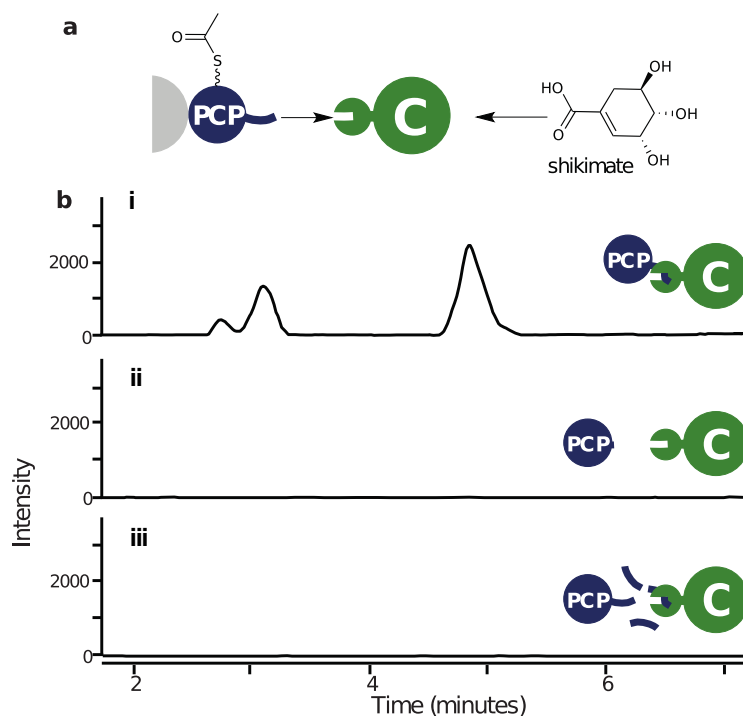 a
O
S
PCP
C
HO
O
OH
OH
OH
shikimate
b
i
2000
0
PCP
C
ii
2000
0
PCP
C
Intensity
iii
2000
0
PCP
C
2
4
6
Time (minutes)